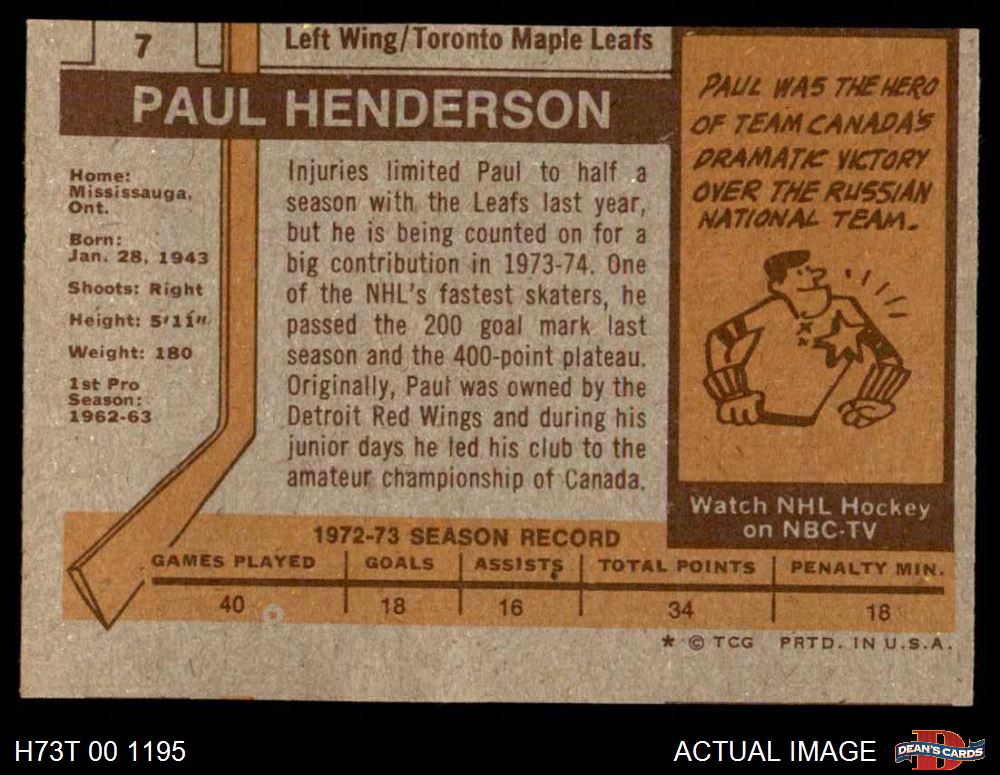 7
Left Wing/Toronto Maple Leafs
PAUL HENDERSON
Home:
Mississauga,
Ont.
Born:
Jan. 28, 1943
Shoots: Right
Height: 5'11"
Weight: 180
1st Pro
Season:
1962-63
Injuries limited Paul to half a
season with the Leafs last year,
but he is being counted on for a
big contribution in 1973-74. One
of the NHL's fastest skaters, he
passed the 200 goal mark last
season and the 400-point plateau.
Originally, Paul was owned by the
Detroit Red Wings and during his
junior days he led his club to the
amateur championship of Canada.
PAUL WAS THE HERO
OF TEAM CANADA'S
DRAMATIC VICTORY
OVER THE RUSSIAN
NATIONAL TEAM.
Watch NHL Hockey
on NBC-TV
1972-73 SEASON RECORD
GAMES PLAYED GOALS ASSISTS TOTAL POINTS PENALTY MIN.
40 18 16 34 18
* © TCG PRTD. IN U.S.A.
H73T 00 1195 ACTUAL IMAGE DEAN'S CARDS